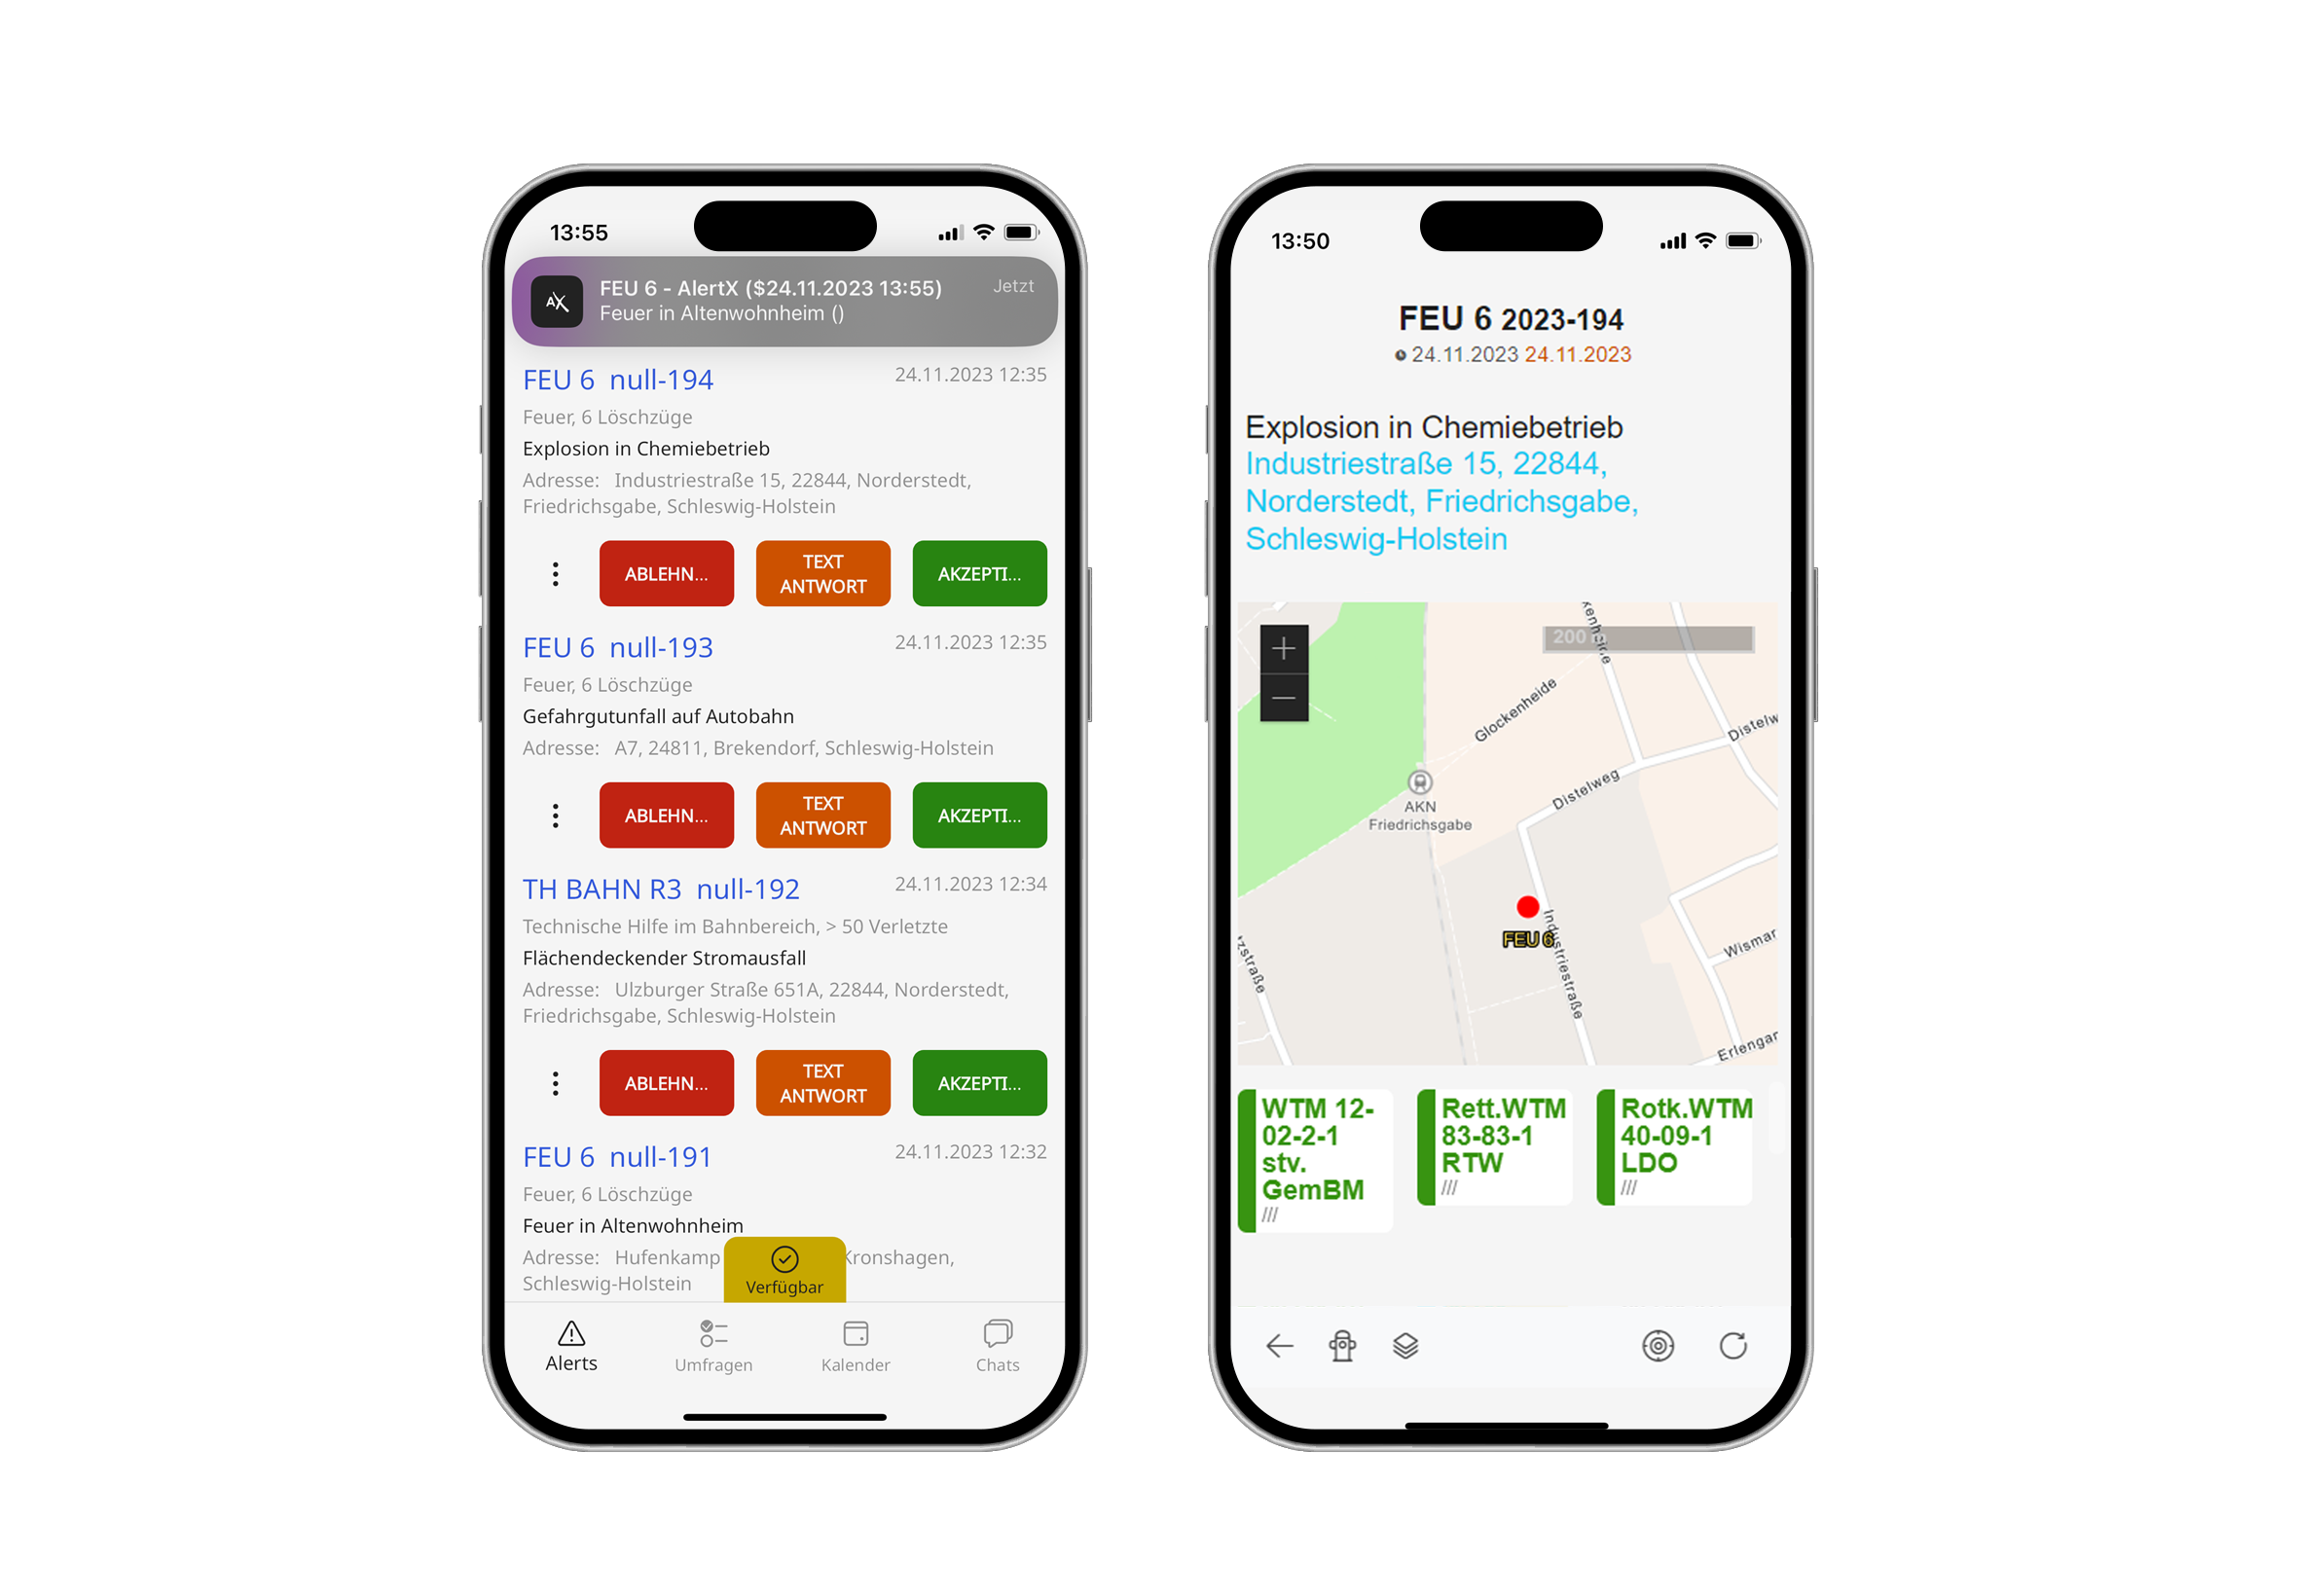 13:55
FEU 6 - AlertX ($24.11.2023 13:55)
Jetzt
Feuer in Altenwohnheim ()
FEU 6 null-194
24.11.2023 12:35
Feuer, 6 Löschzüge
Explosion in Chemiebetrieb
Adresse: Industriestraße 15, 22844, Norderstedt,
Friedrichsgabe, Schleswig-Holstein
ABLEHN...
TEXT
ANTWORT
AKZEPTI...
FEU 6 null-193
24.11.2023 12:35
Feuer, 6 Löschzüge
Gefahrgutunfall auf Autobahn
Adresse: A7, 24811, Brekendorf, Schleswig-Holstein
ABLEHN...
TEXT
ANTWORT
AKZEPTI...
TH BAHN R3 null-192
24.11.2023 12:34
Technische Hilfe im Bahnbereich, > 50 Verletzte
Flächendeckender Stromausfall
Adresse: Ulzburger Straße 651A, 22844, Norderstedt,
Friedrichsgabe, Schleswig-Holstein
ABLEHN...
TEXT
ANTWORT
AKZEPTI...
FEU 6 null-191
24.11.2023 12:32
Feuer, 6 Löschzüge
Feuer in Altenwohnheim
Adresse: Hufenkamp Kronshagen,
Schleswig-Holstein
Verfügbar
Alerts
Umfragen
Kalender
Chats
13:50
FEU 6 2023-194
24.11.2023 24.11.2023
Explosion in Chemiebetrieb
Industriestraße 15, 22844,
Norderstedt, Friedrichsgabe,
Schleswig-Holstein
200
Glockenheide
Distelw
Distelweg
AKN
Friedrichsgabe
FEU 6
Industriestraße
Wismar
zstraße
Erlengar
WTM 12-
02-2-1
stv.
GemBM
///
Rett.WTM
83-83-1
RTW
///
Rotk.WTM
40-09-1
LDO
///